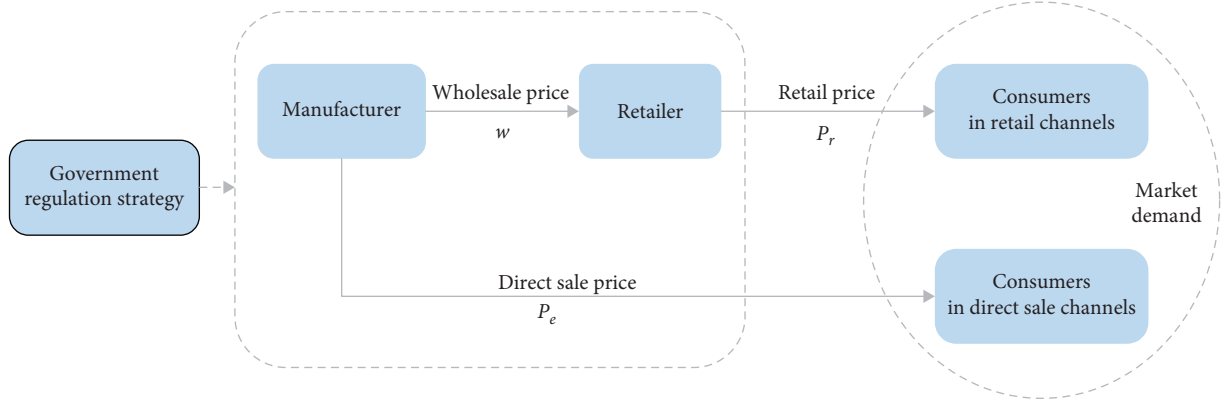 Government
regulation strategy
Manufacturer
Wholesale price
w
Retailer
Retail price
P_r
Direct sale price
P_e
Consumers
in retail channels
Market
demand
Consumers
in direct sale channels